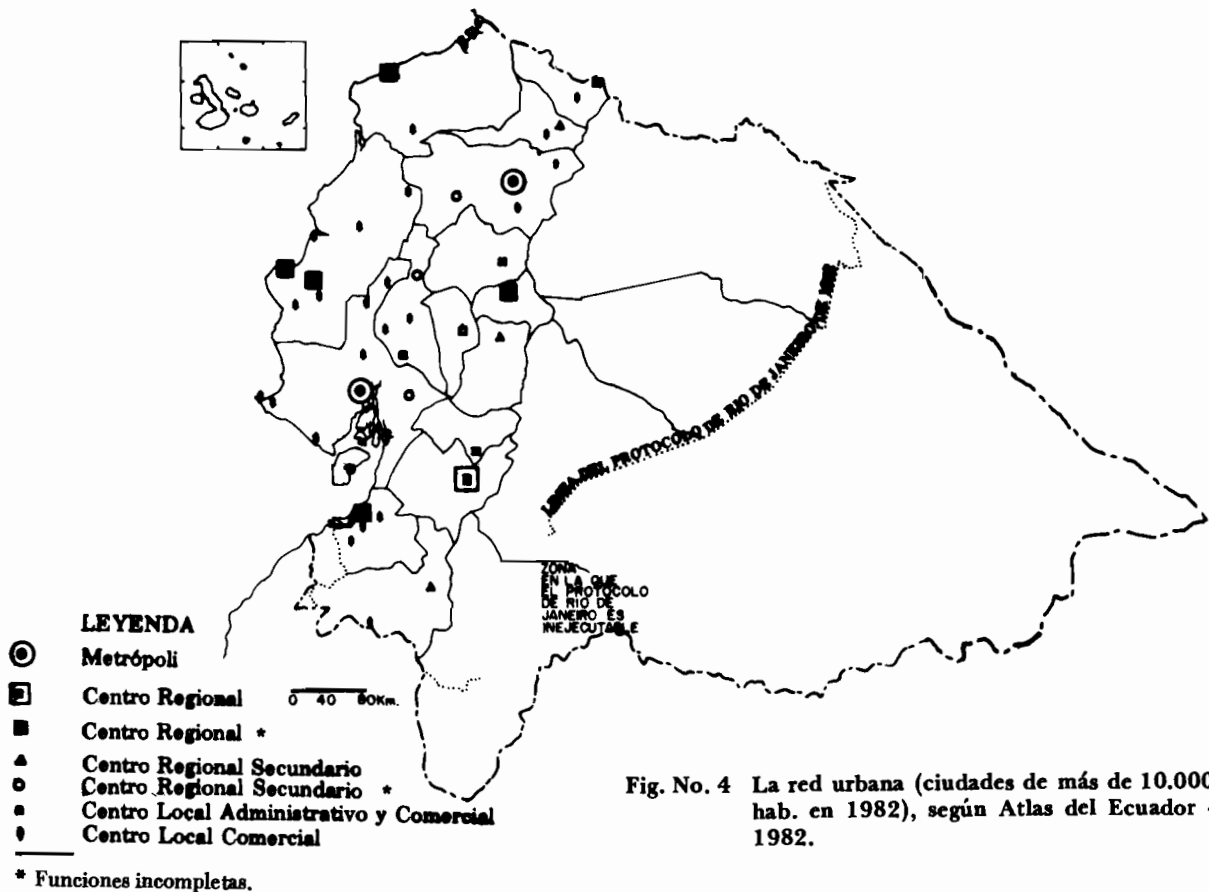 LINEA DEL PROTOCOLO DE RIO DE JANEIRO DE
ZONA
EN LA QUE
EL PROTOCOLO
DE RIO DE
JANEIRO ES
INEJECUTABLE
LEYENDA
Metrópoli
Centro Regional
0 40 80Km.
Centro Regional *
Centro Regional Secundario
Centro Regional Secundario *
Centro Local Administrativo y Comercial
Centro Local Comercial
* Funciones incompletas.
Fig. No. 4 La red urbana (ciudades de más de 10.000
hab. en 1982), según Atlas del Ecuador -
1982.